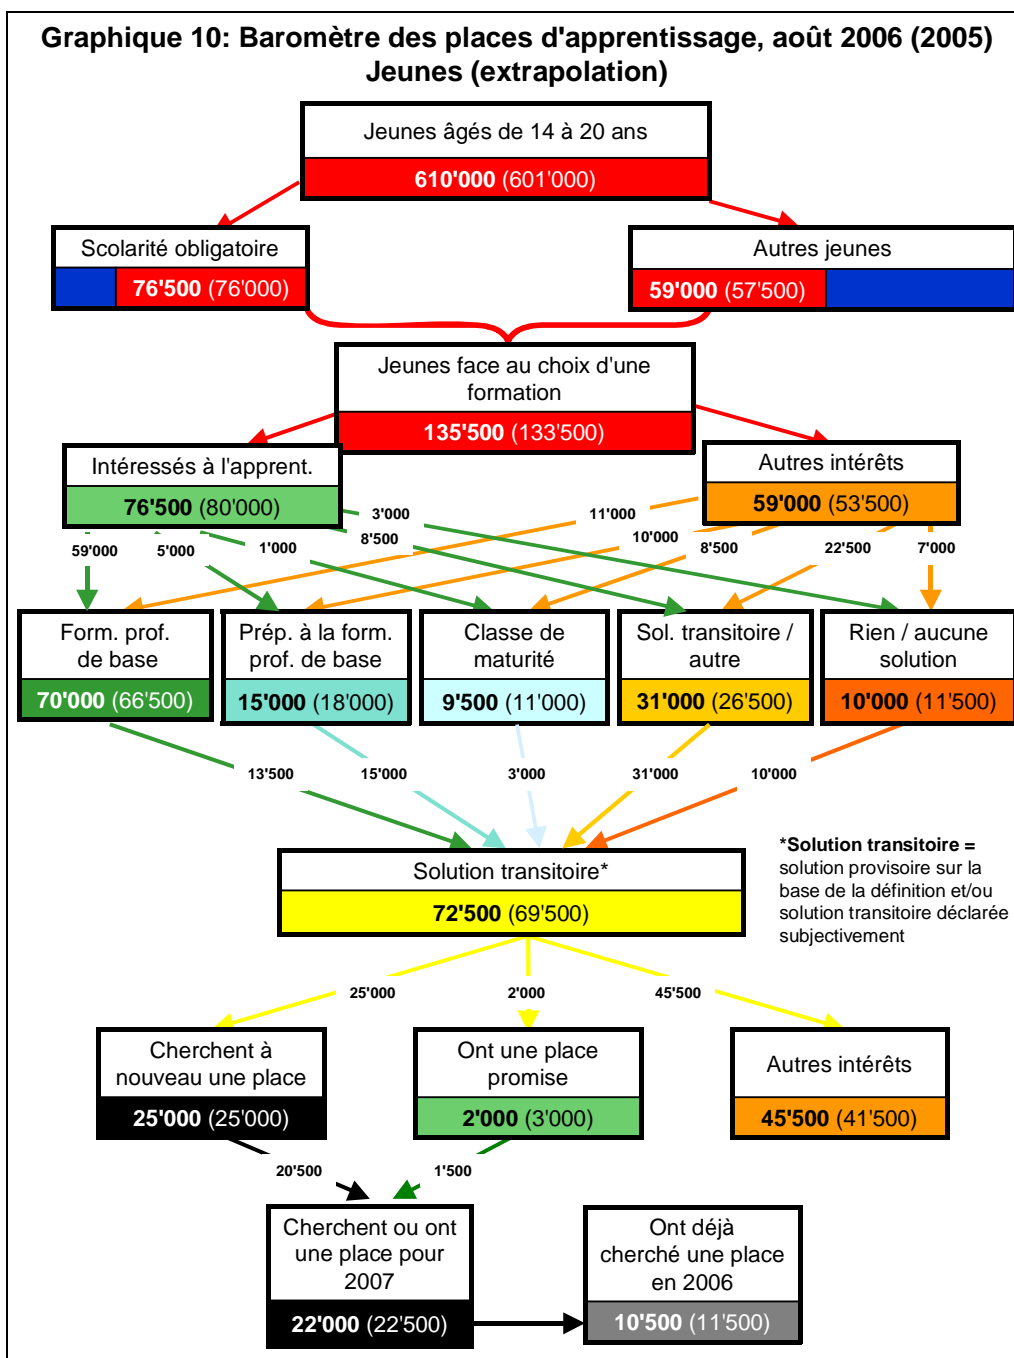 Graphique 10: Baromètre des places d'apprentissage, août 2006 (2005)
Jeunes (extrapolation)
Jeunes âgés de 14 à 20 ans
610'000 (601'000)
Scolarité obligatoire
76'500 (76'000)
Autres jeunes
59'000 (57'500)
Jeunes face au choix d'une
formation
135'500 (133'500)
Intéressés à l'apprent.
76'500 (80'000)
Autres intérêts
59'000 (53'500)
59'000
5'000
1'000
8'500
3'000
11'000
10'000
8'500
22'500
7'000
Form. prof.
de base
70'000 (66'500)
Prép. à la form.
prof. de base
15'000 (18'000)
Classe de
maturité
9'500 (11'000)
Sol. transitoire /
autre
31'000 (26'500)
Rien / aucune
solution
10'000 (11'500)
13'500
15'000
3'000
31'000
10'000
Solution transitoire*
72'500 (69'500)
*Solution transitoire =
solution provisoire sur la
base de la définition et/ou
solution transitoire déclarée
subjectivement
25'000
2'000
45'500
Cherchent à
nouveau une place
25'000 (25'000)
Ont une place
promise
2'000 (3'000)
Autres intérêts
45'500 (41'500)
20'500
1'500
Cherchent ou ont
une place pour
2007
22'000 (22'500)
Ont déjà
cherché une place
en 2006
10'500 (11'500)